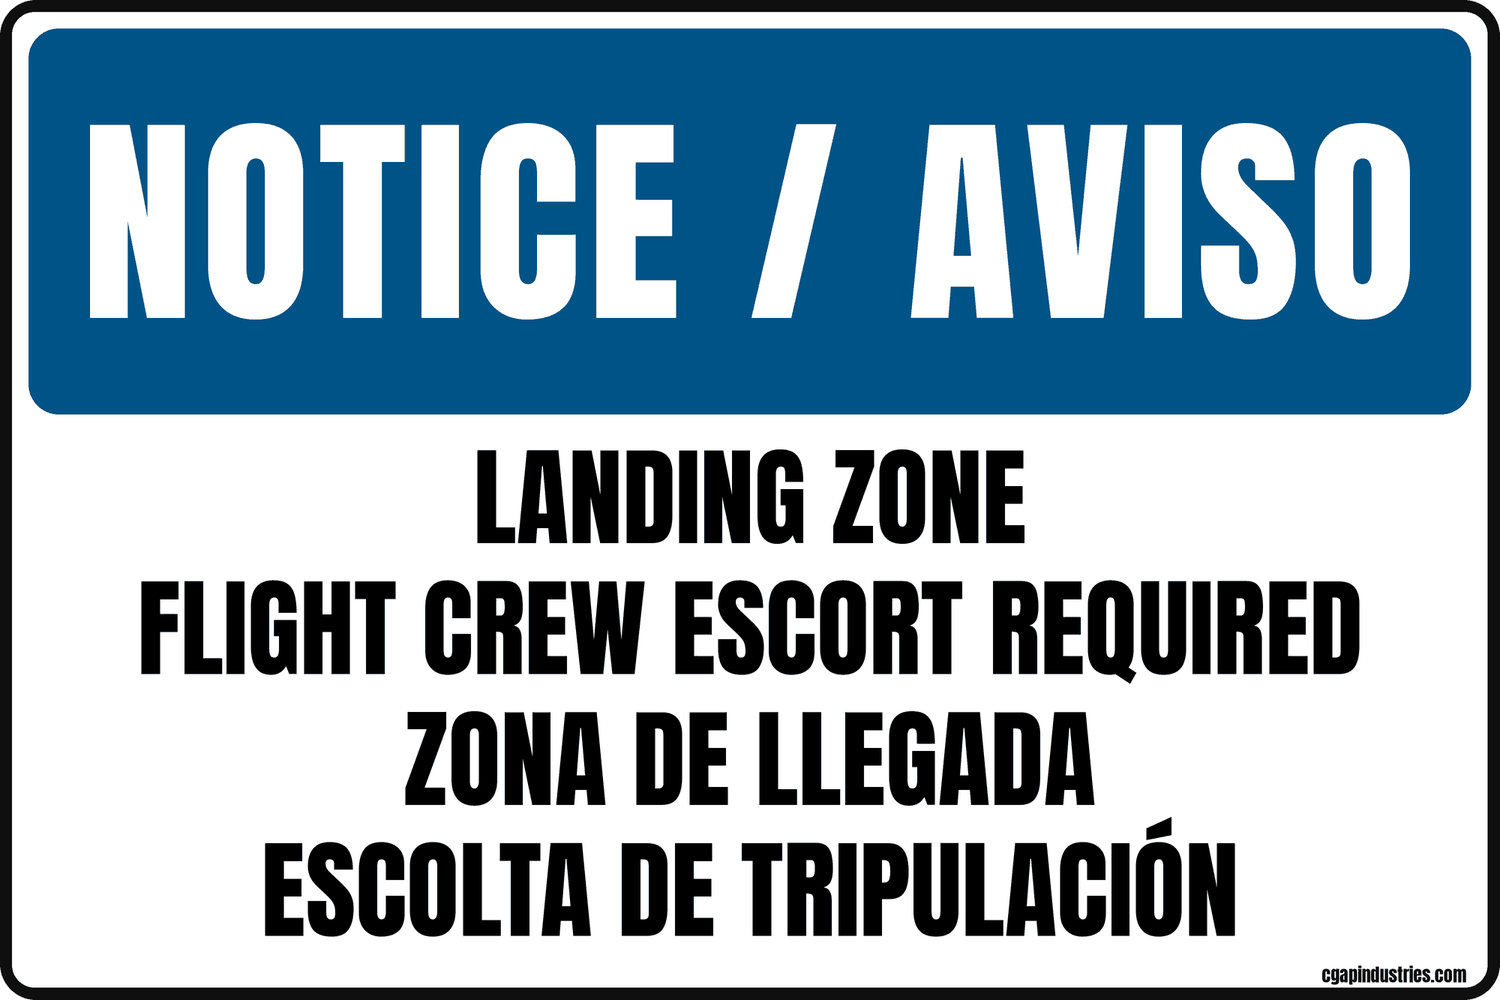 NOTICE / AVISO
LANDING ZONE
FLIGHT CREW ESCORT REQUIRED
ZONA DE LLEGADA
ESCOLTA DE TRIPULACIÓN
cgapindustries.com